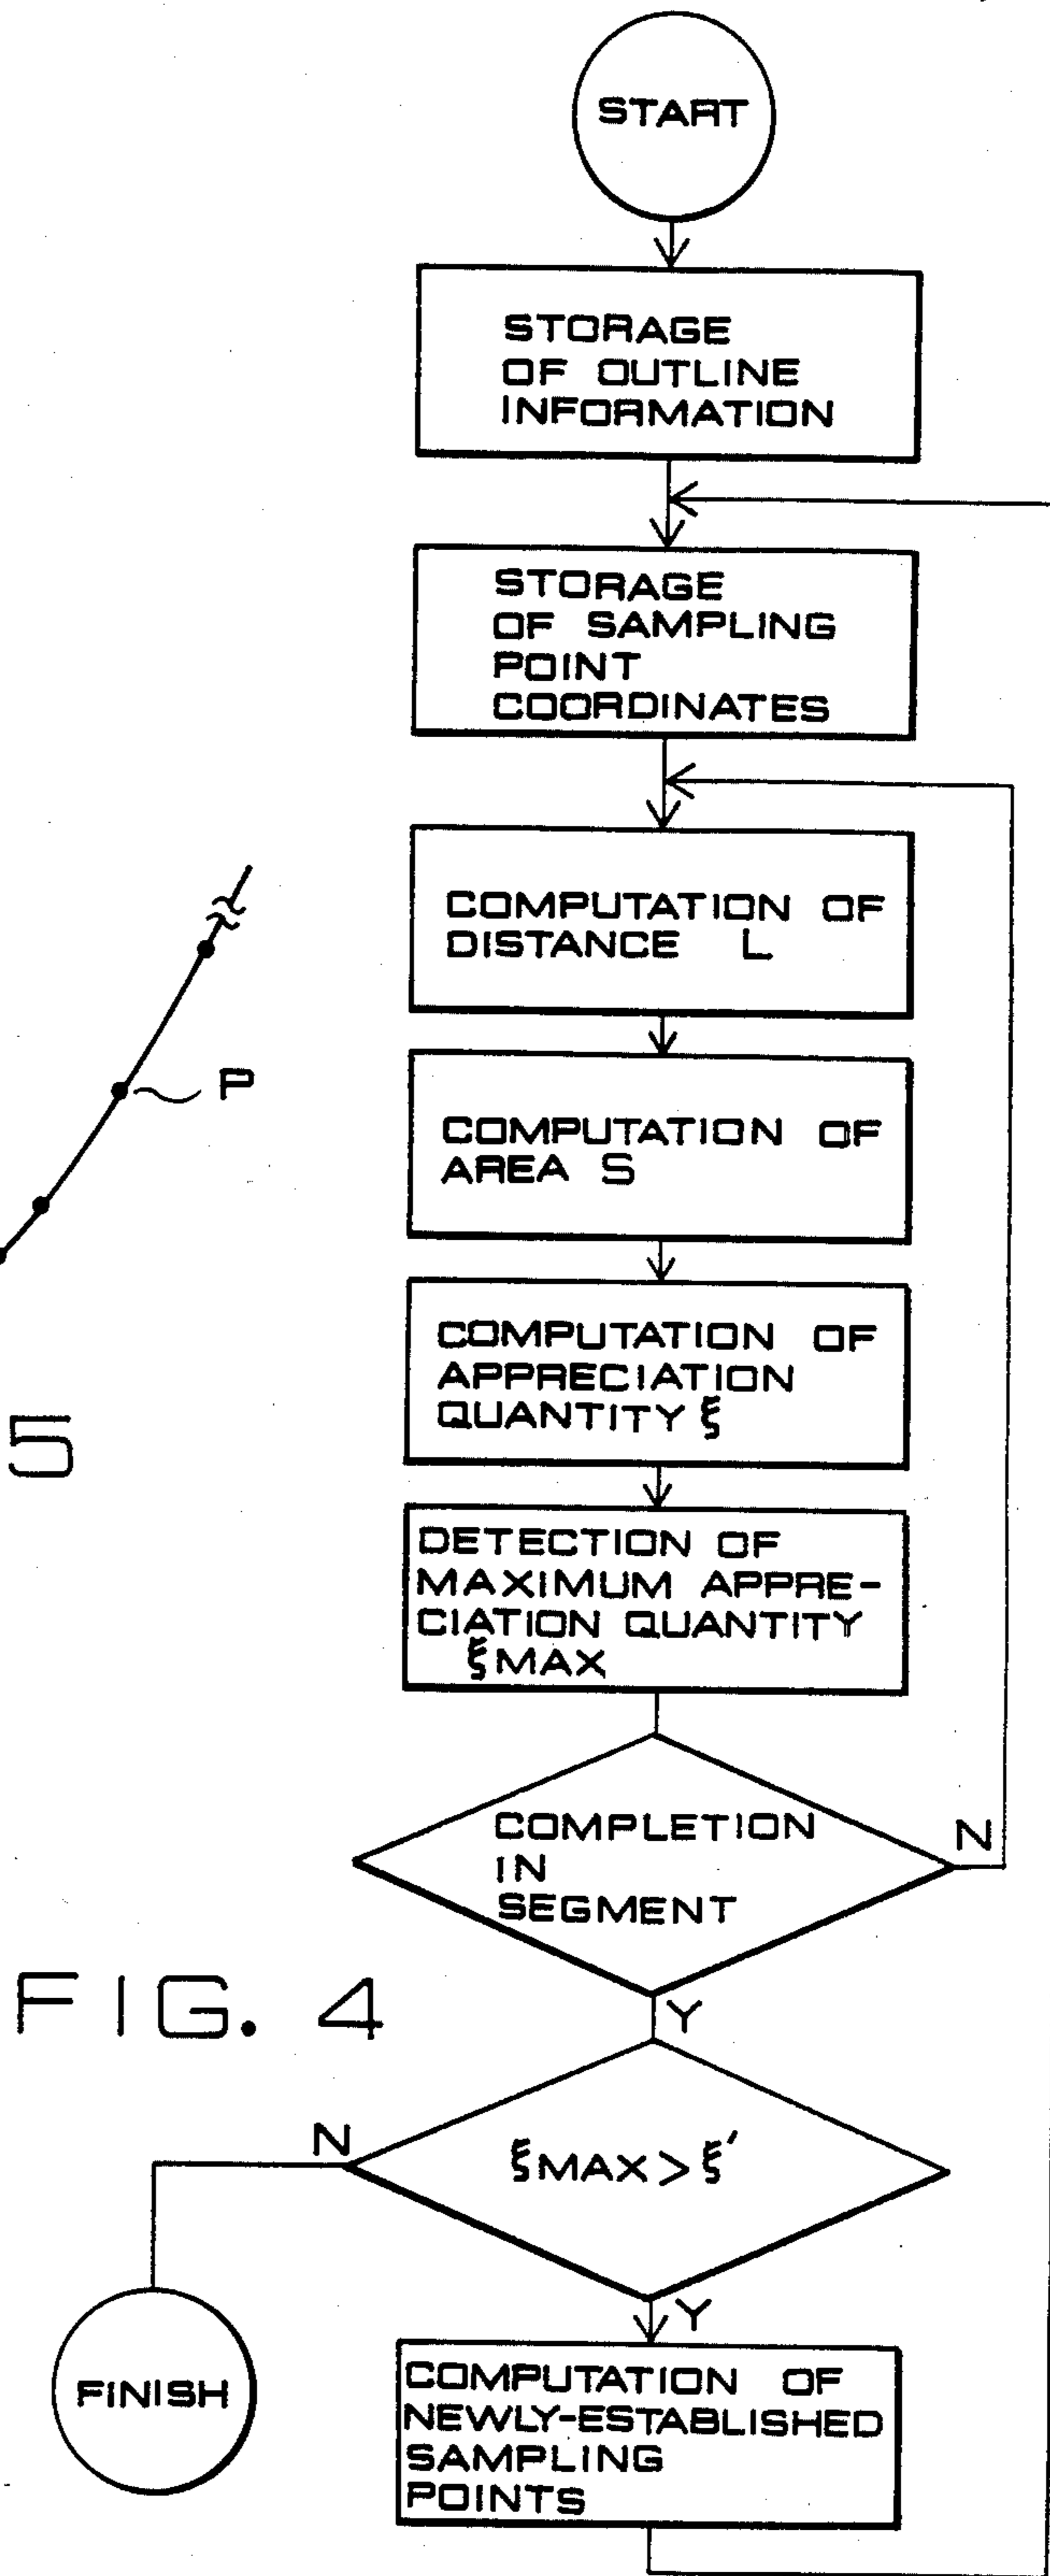 START
STORAGE
OF OUTLINE
INFORMATION
STORAGE
OF SAMPLING
POINT
COORDINATES
COMPUTATION OF
DISTANCE L
P
COMPUTATION OF
AREA S
COMPUTATION OF
APPRECIATION
QUANTITY ξ
5
DETECTION OF
MAXIMUM APPRE-
CIATION QUANTITY
ξMAX
COMPLETION
IN
SEGMENT
N
Y
FIG. 4
N
ξMAX > ξ′
Y
FINISH
COMPUTATION OF
NEWLY-ESTABLISHED
SAMPLING
POINTS